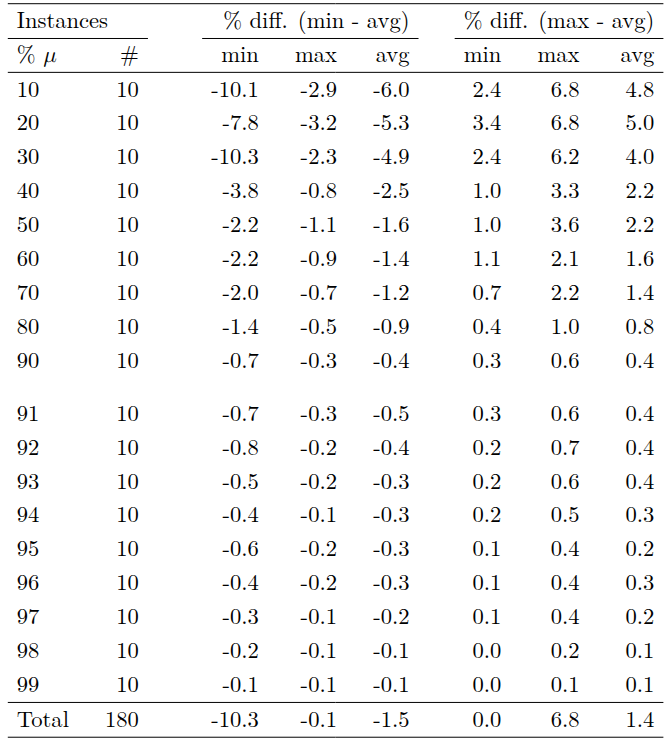 Instances % diff. (min - avg) % diff. (max - avg)
% μ # min max avg min max avg
10 10 -10.1 -2.9 -6.0 2.4 6.8 4.8
20 10 -7.8 -3.2 -5.3 3.4 6.8 5.0
30 10 -10.3 -2.3 -4.9 2.4 6.2 4.0
40 10 -3.8 -0.8 -2.5 1.0 3.3 2.2
50 10 -2.2 -1.1 -1.6 1.0 3.6 2.2
60 10 -2.2 -0.9 -1.4 1.1 2.1 1.6
70 10 -2.0 -0.7 -1.2 0.7 2.2 1.4
80 10 -1.4 -0.5 -0.9 0.4 1.0 0.8
90 10 -0.7 -0.3 -0.4 0.3 0.6 0.4
91 10 -0.7 -0.3 -0.5 0.3 0.6 0.4
92 10 -0.8 -0.2 -0.4 0.2 0.7 0.4
93 10 -0.5 -0.2 -0.3 0.2 0.6 0.4
94 10 -0.4 -0.1 -0.3 0.2 0.5 0.3
95 10 -0.6 -0.2 -0.3 0.1 0.4 0.2
96 10 -0.4 -0.2 -0.3 0.1 0.4 0.3
97 10 -0.3 -0.1 -0.2 0.1 0.4 0.2
98 10 -0.2 -0.1 -0.1 0.0 0.2 0.1
99 10 -0.1 -0.1 -0.1 0.0 0.1 0.1
Total 180 -10.3 -0.1 -1.5 0.0 6.8 1.4